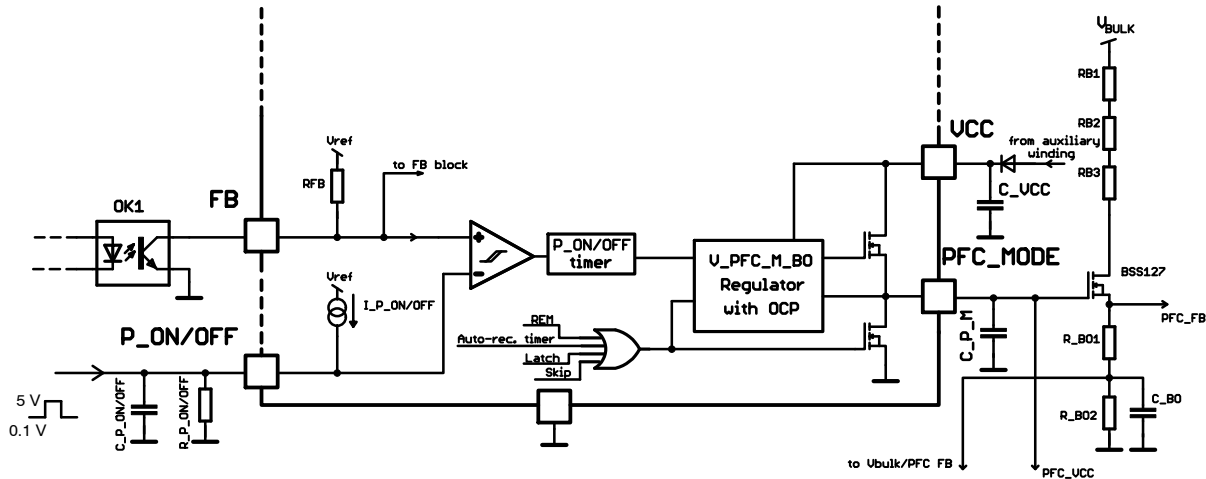 V_BULK
RB1
RB2
RB3
VCC
from auxiliary
winding
C_VCC
Vref
RFB
to FB block
FB
OK1
P_ON/OFF
timer
V_PFC_M_BO
Regulator
with OCP
PFC_MODE
BSS127
PFC_FB
Vref
I_P_ON/OFF
P_ON/OFF
REM
Auto-rec. timer
Latch
Skip
C_P_M
R_BO1
R_BO2
C_BO
5 V
0.1 V
C_P_ON/OFF
R_P_ON/OFF
to Vbulk/PFC FB
PFC_VCC